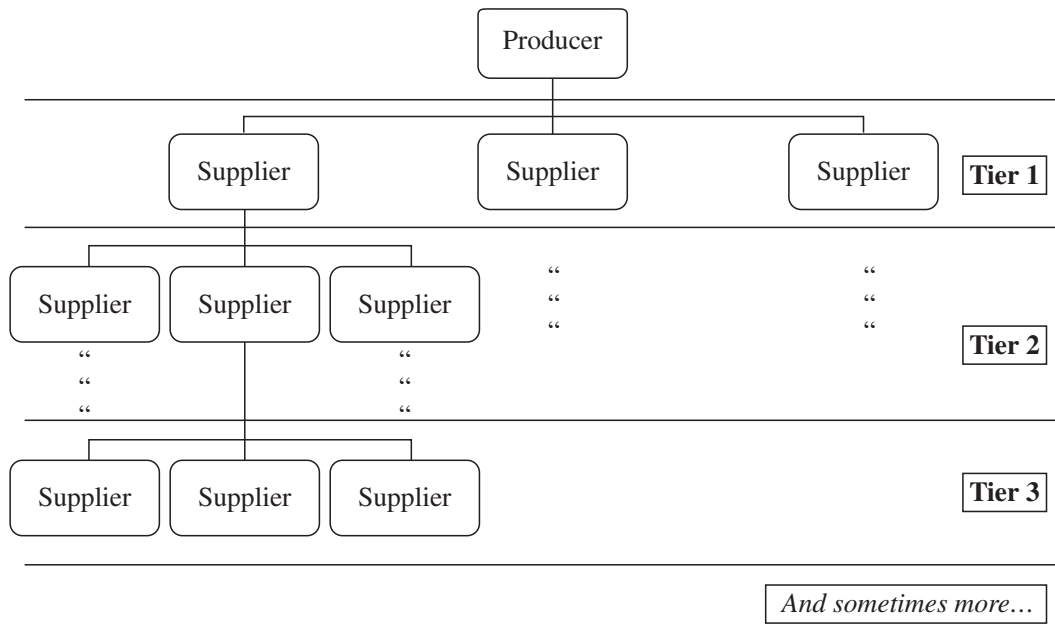 Producer
Supplier Supplier Supplier Tier 1
Supplier Supplier Supplier “ “
“ “
“ “
Tier 2
“ “
“ “
“ “
Supplier Supplier Supplier Tier 3
And sometimes more…